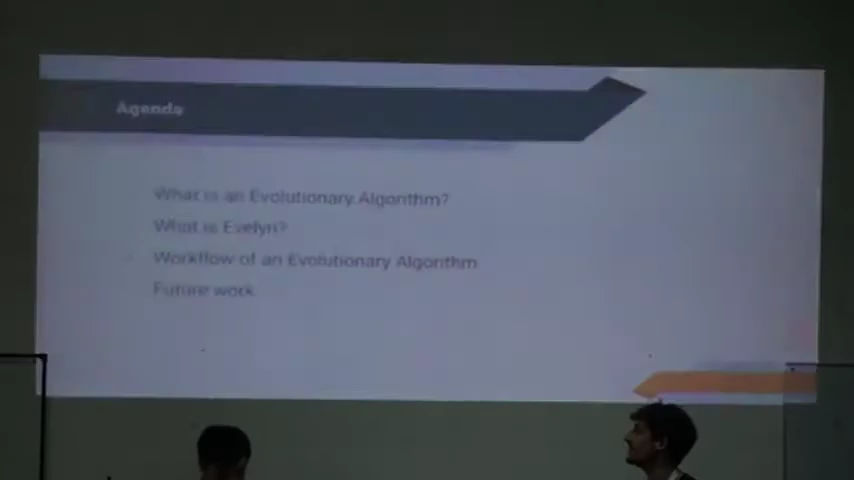 Agenda
What is an Evolutionary Algorithm?
What is Evelyn?
Workflow of an Evolutionary Algorithm
Future work